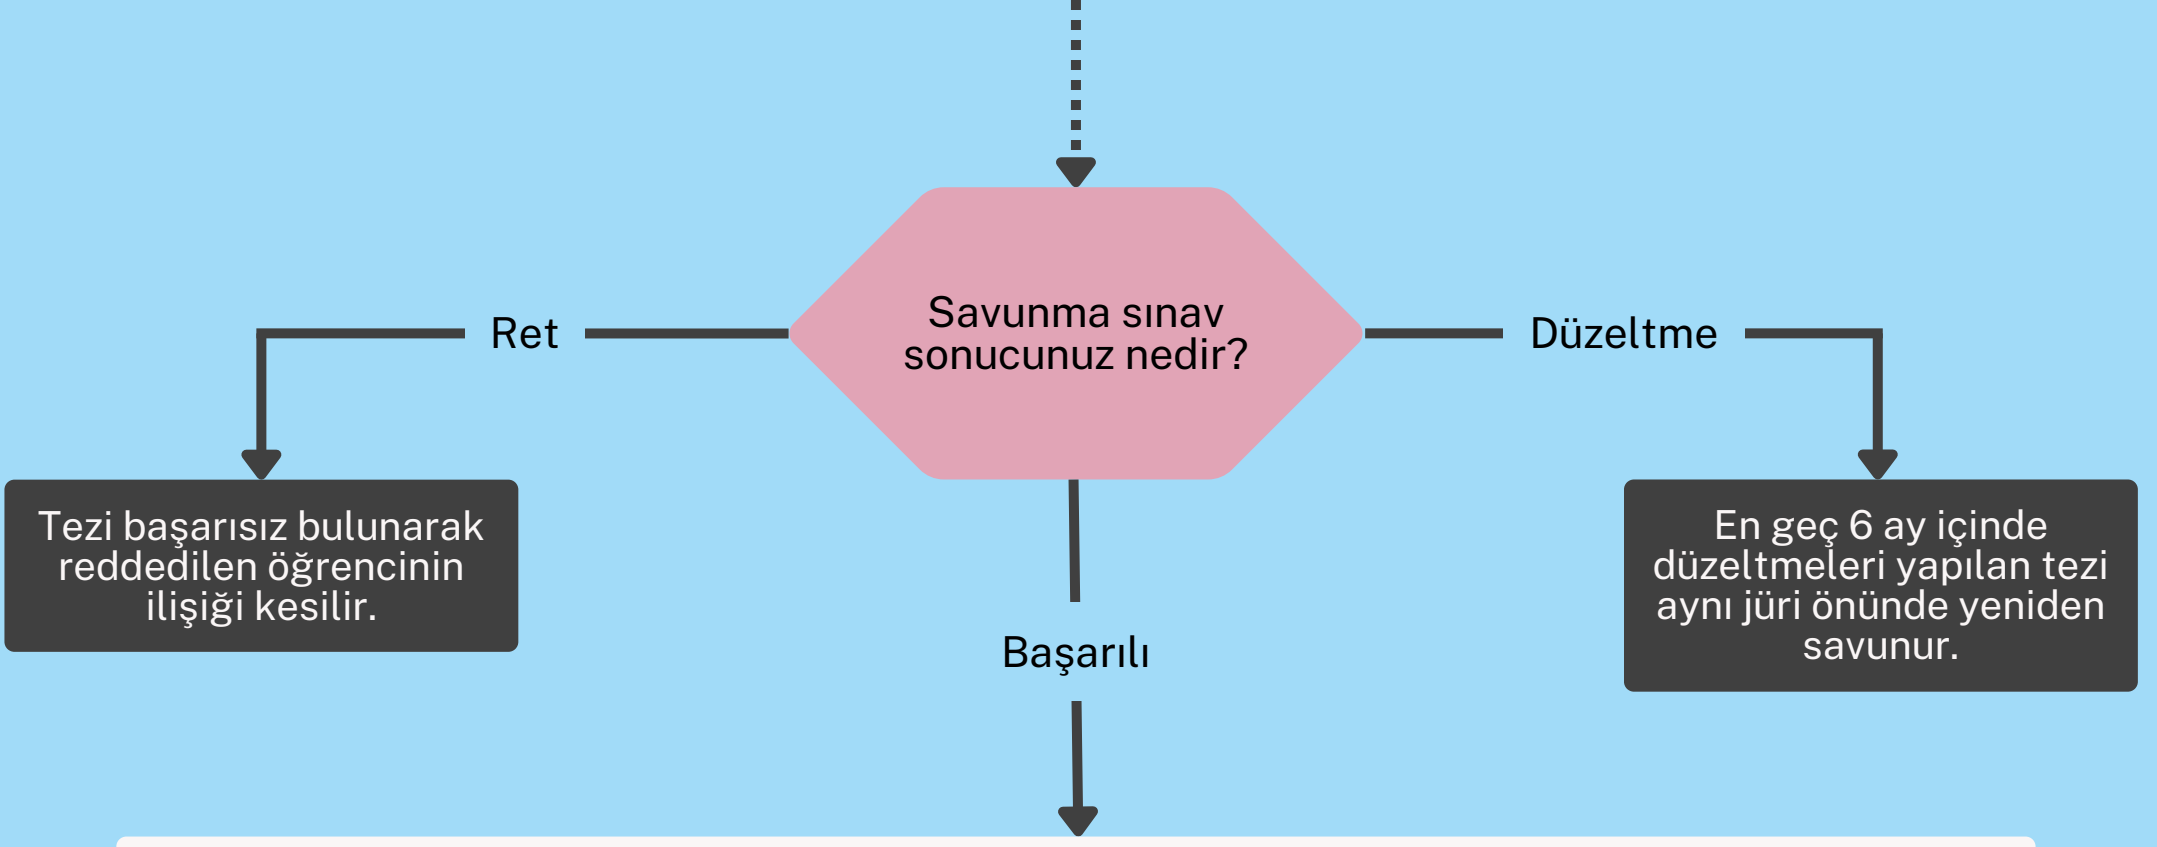 Savunma sınav
sonucunuz nedir?
Ret
Düzeltme
Tezi başarısız bulunarak
reddedilen öğrencinin
ilişiği kesilir.
En geç 6 ay içinde
düzeltmeleri yapılan tezi
aynı jüri önünde yeniden
savunur.
Başarılı